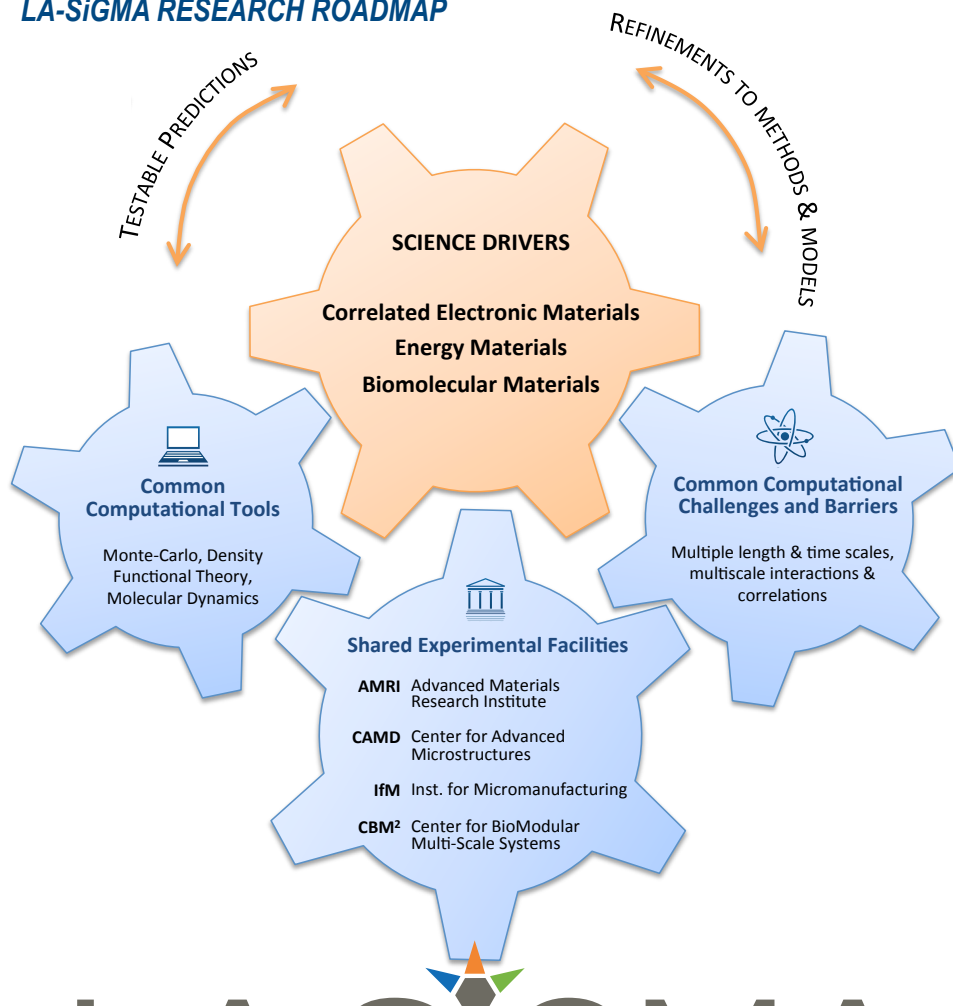 LA-SiGMA RESEARCH ROADMAP
TESTABLE PREDICTIONS
REFINEMENTS TO METHODS & MODELS
SCIENCE DRIVERS
Correlated Electronic Materials
Energy Materials
Biomolecular Materials
Common
Computational Tools
Monte-Carlo, Density
Functional Theory,
Molecular Dynamics
Common Computational
Challenges and Barriers
Multiple length & time scales,
multiscale interactions &
correlations
Shared Experimental Facilities
AMRI Advanced Materials
Research Institute
CAMD Center for Advanced
Microstructures
IfM Inst. for Micromanufacturing
CBM² Center for BioModular
Multi-Scale Systems